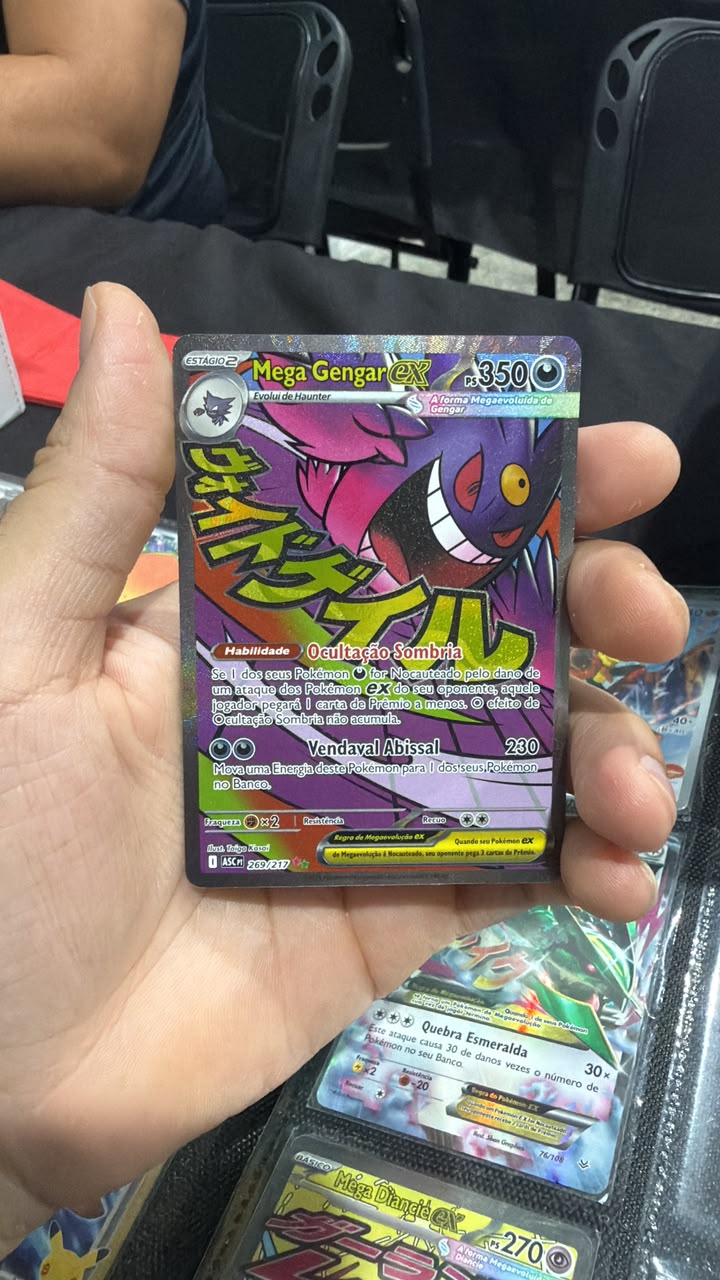 ESTÁGIO 2
Mega Gengar ex
PS 350
Evolui de Haunter
A forma Megaevoluída de
Gengar
ヴォイドゲイル
Habilidade Ocultação Sombria
Se 1 dos seus Pokémon for Nocauteado pelo dano de
um ataque dos Pokémon ex do seu oponente, aquele
jogador pegará 1 carta de Prêmio a menos. O efeito de
Ocultação Sombria não acumula.
Vendaval Abissal 230
Mova uma Energia deste Pokémon para 1 dos seus Pokémon
no Banco.
Fraqueza ×2 Resistência Recuo
Regra de Megaevolução ex Quando seu Pokémon ex
de Megaevolução é Nocauteado, seu oponente pega 3 cartas de Prêmio.
Ilust. Taiga Kasai
I ASC PT 269/217
40×
Quebra Esmeralda 30×
Este ataque causa 30 de danos vezes o número de
Pokémon no seu Banco.
Fraqueza Resistência
×2 -20
Recuar
Regra do Pokémon EX
76/108
BÁSICO
Mega Diancie ex
PS 270
A forma Megaevoluída de
Diancie